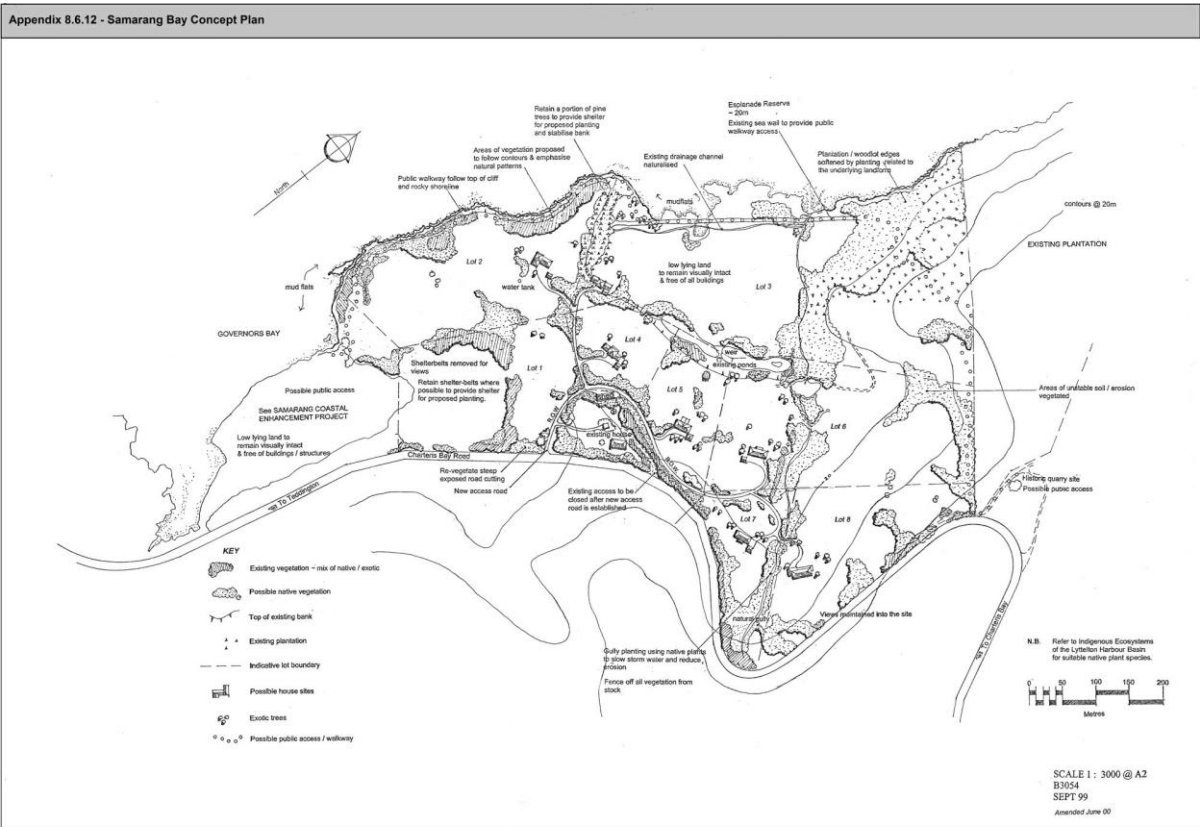 Appendix 8.6.12 - Samarang Bay Concept Plan
Retain a portion of pine
trees to provide shelter
for proposed planting
and stabilise bank
Esplanade Reserve
~ 20m
Existing sea wall to provide public
walkway access
Areas of vegetation proposed
to follow contours & emphasise
natural patterns
Existing drainage channel
naturalised
Plantation / woodlot edges
softened by planting related to
the underlying landform
Public walkway follow top of cliff
and rocky shoreline
North
mudflats
contours @ 20m
EXISTING PLANTATION
Lot 2
water tank
low lying land
to remain visually intact
& free of all buildings
Lot 3
mud flats
GOVERNORS BAY
Lot 4
weir
existing ponds
Shelterbelts removed for
views
Lot 1
Retain shelter-belts where
possible to provide shelter
for proposed planting.
Lot 5
Possible public access
See SAMARANG COASTAL
ENHANCEMENT PROJECT
Low lying land to
remain visually intact
& free of buildings / structures
Areas of unstable soil / erosion
vegetated
Lot 6
R.O.W.
existing house
Charteris Bay Road
R.O.W.
Re-vegetate steep
exposed road cutting
New access road
Existing access to be
closed after new access
road is established
Historic quarry site
Possible public access
To Teddington
Lot 7
Lot 8
natural gully
Views maintained into the site
Gully planting using native plants
to slow storm water and reduce
erosion
Fence off all vegetation from
stock
To Charteris Bay
KEY
Existing vegetation - mix of native / exotic
Possible native vegetation
Top of existing bank
Existing plantation
Indicative lot boundary
Possible house sites
Exotic trees
Possible public access / walkway
N.B. Refer to Indigenous Ecosystems
of the Lyttelton Harbour Basin
for suitable native plant species.
0 50 100 150 200
Metres
SCALE 1 : 3000 @ A2
B3054
SEPT 99
Amended June 00